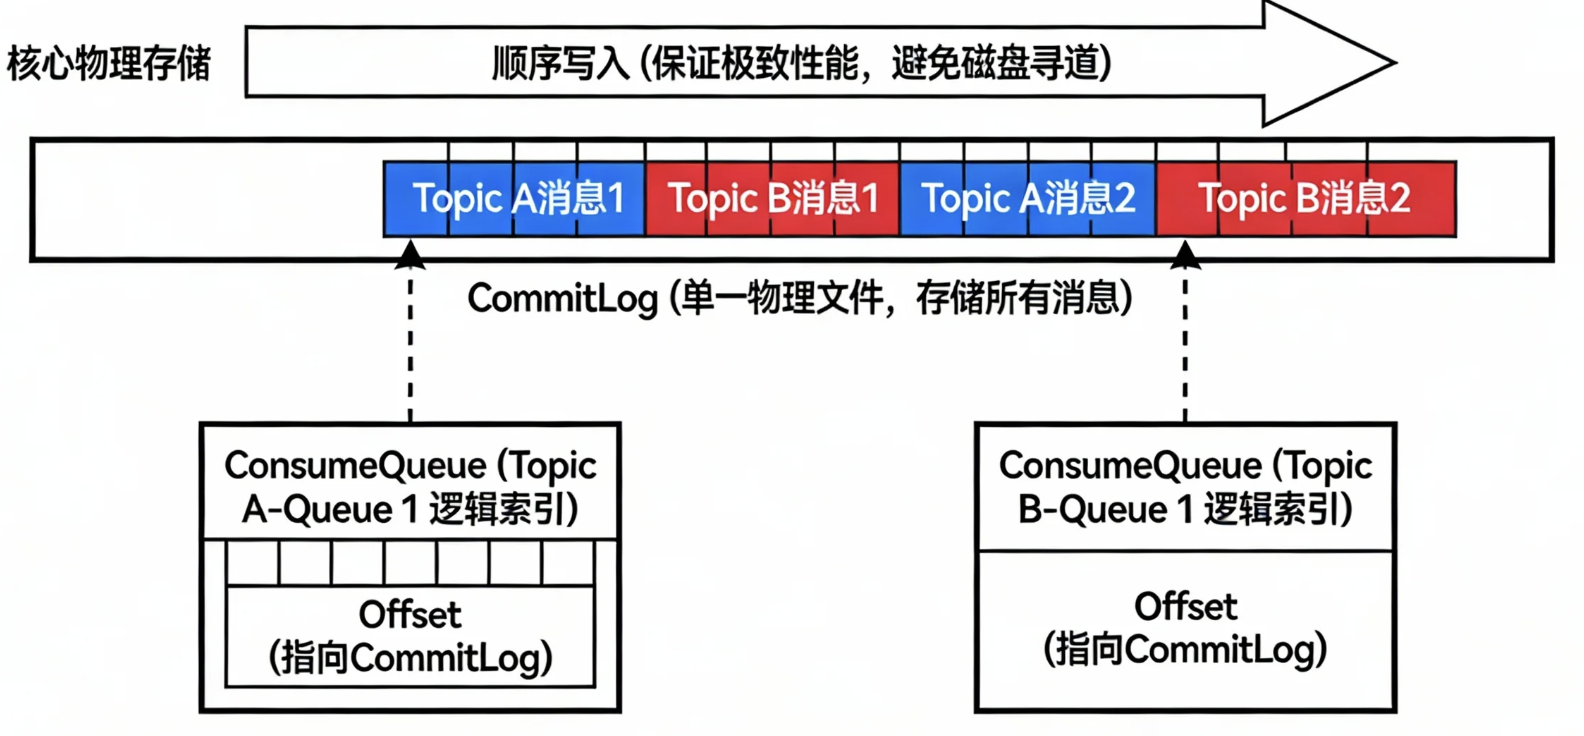 核心物理存储
顺序写入 (保证极致性能，避免磁盘寻道)
Topic A消息1
Topic B消息1
Topic A消息2
Topic B消息2
CommitLog (单一物理文件，存储所有消息)
ConsumeQueue (Topic
A-Queue 1 逻辑索引)
Offset
(指向CommitLog)
ConsumeQueue (Topic
B-Queue 1 逻辑索引)
Offset
(指向CommitLog)